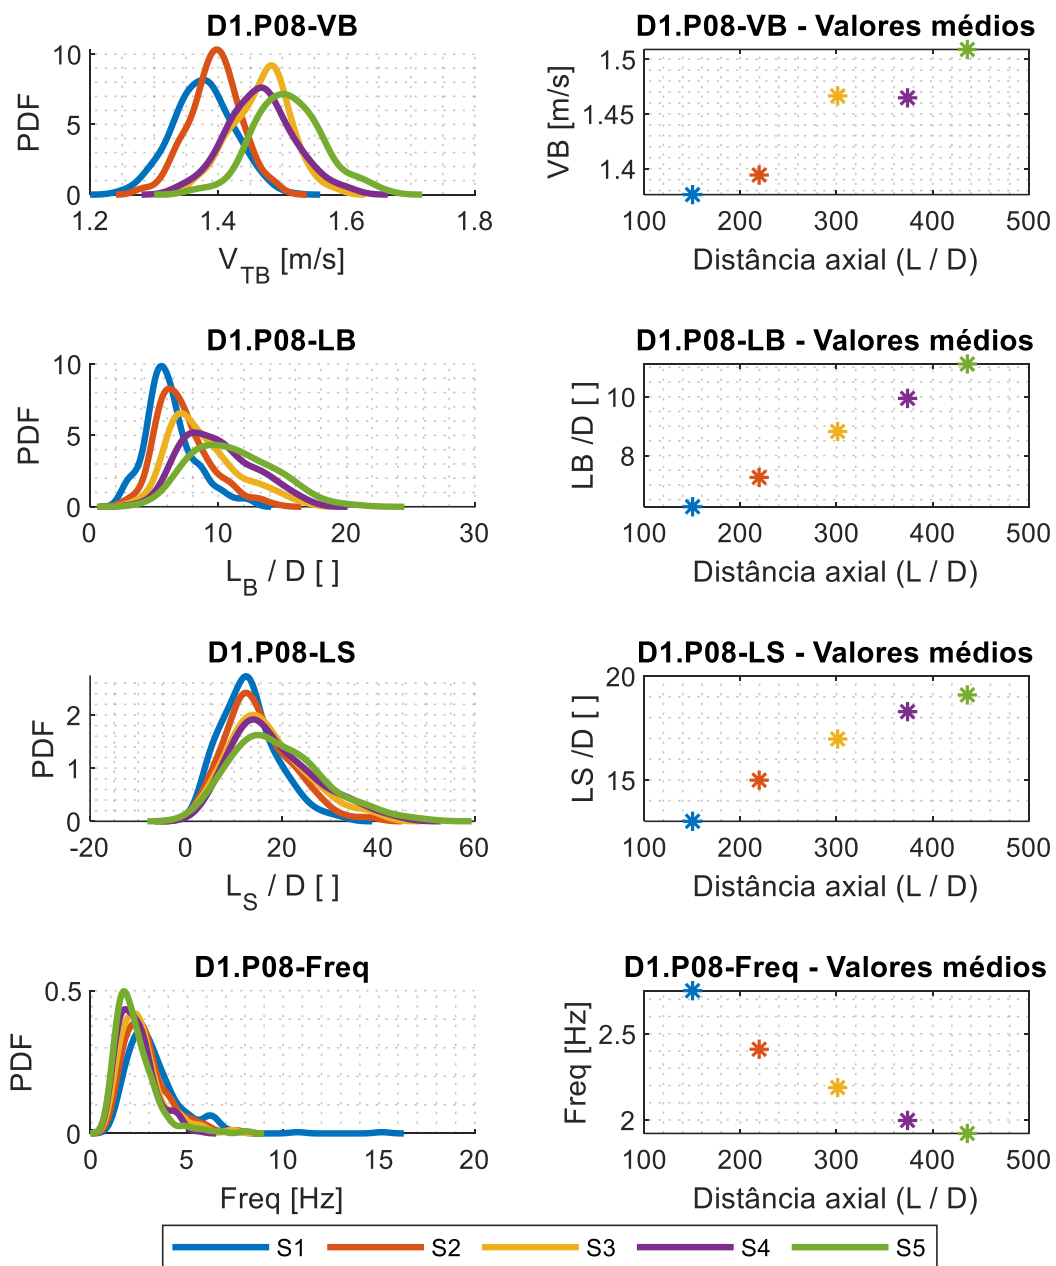 D1.P08-VB
10
5
0
PDF
1.2 1.4 1.6 1.8
V_TB [m/s]
D1.P08-VB - Valores médios
1.5
1.45
1.4
VB [m/s]
100 200 300 400 500
Distância axial (L / D)
D1.P08-LB
10
5
0
PDF
0 10 20 30
L_B / D [ ]
D1.P08-LB - Valores médios
10
8
LB /D [ ]
100 200 300 400 500
Distância axial (L / D)
D1.P08-LS
2
1
0
PDF
-20 0 20 40 60
L_S / D [ ]
D1.P08-LS - Valores médios
20
15
LS /D [ ]
100 200 300 400 500
Distância axial (L / D)
D1.P08-Freq
0.5
0
PDF
0 5 10 15 20
Freq [Hz]
D1.P08-Freq - Valores médios
2.5
2
Freq [Hz]
100 200 300 400 500
Distância axial (L / D)
S1 S2 S3 S4 S5